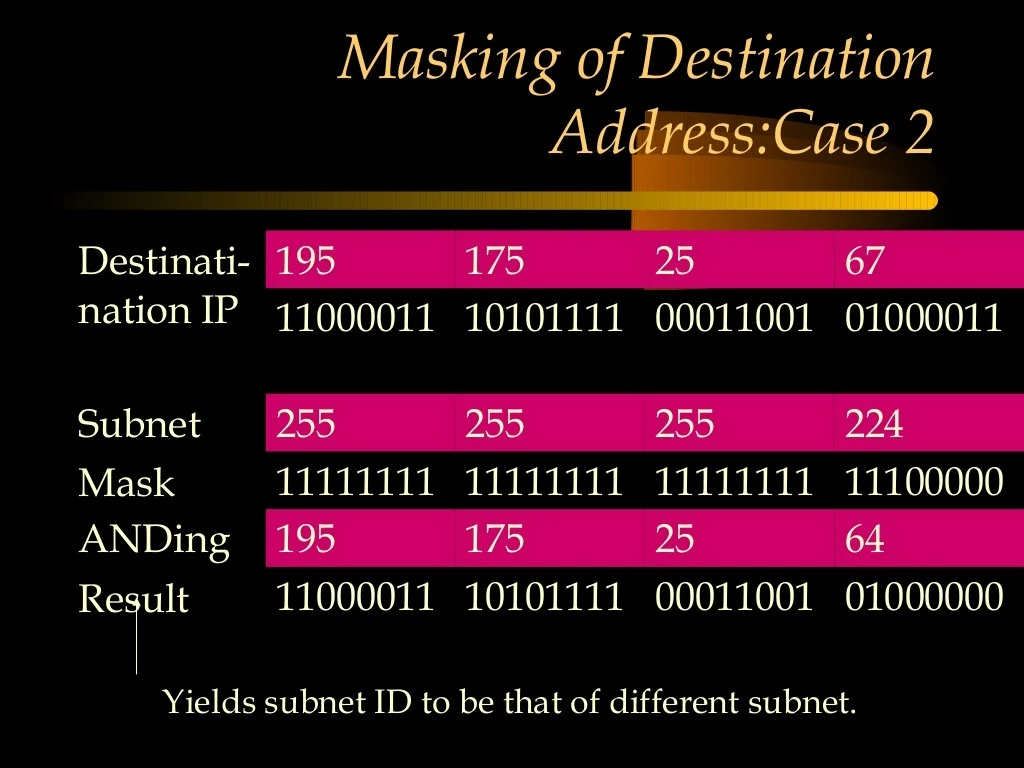 Masking of Destination
Address:Case 2
Destinati- 195 175 25 67
nation IP 11000011 10101111 00011001 01000011
Subnet 255 255 255 224
Mask 11111111 11111111 11111111 11100000
ANDing 195 175 25 64
Result 11000011 10101111 00011001 01000000
Yields subnet ID to be that of different subnet.